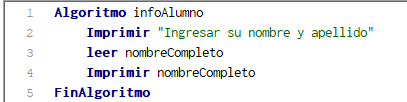 1 Algoritmo infoAlumno
2 Imprimir "Ingresar su nombre y apellido"
3 leer nombreCompleto
4 Imprimir nombreCompleto
5 FinAlgoritmo